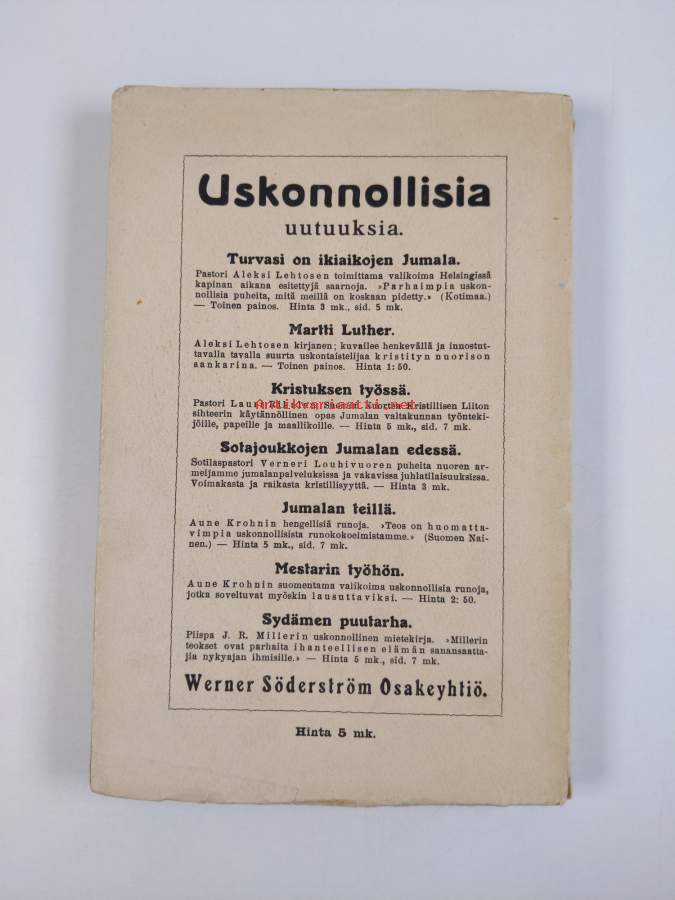 Uskonnollisia
uutuuksia.
Turvasi on ikiaikojen Jumala.
Pastori Aleksi Lehtosen toimittama valikoima Helsingissä
kapinan aikana esitettyjä saarnoja. »Parhaimpia uskon-
nollisia puheita, mitä meillä on koskaan pidetty.» (Kotimaa.)
— Toinen painos. Hinta 3 mk., sid. 5 mk.
Martti Luther.
Aleksi Lehtosen kirjanen; kuvailee henkevällä ja innostut-
tavalla tavalla suurta uskontaistelijaa kristityn nuorison
sankarina. — Toinen painos. Hinta 1:50.
Kristuksen työssä.
Pastori Suomen Nuorten Kristillisen Liiton
Antikvariaatti.net
sihteerin käytännöllinen opas Jumalan valtakunnan työnteki-
jöille, papeille ja maallikoille. — Hinta 5 mk., sid. 7 mk.
Sotajoukkojen Jumalan edessä.
Sotilaspastori Verneri Louhivuoren puheita nuoren ar-
meijamme jumalanpalveluksissa ja vakavissa juhlatilaisuuksissa.
Voimakasta ja raikasta kristillisyyttä. — Hinta 3 mk.
Jumalan teillä.
Aune Krohnin hengellisiä runoja. »Teos on huomatta-
vimpia uskonnollisista runokokoelmistamme.» (Suomen Nai-
nen.) — Hinta 5 mk., sid. 7 mk.
Mestarin työhön.
Aune Krohnin suomentama valikoima uskonnollisia runoja,
jotka soveltuvat myöskin lausuttaviksi. — Hinta 2:50.
Sydämen puutarha.
Piispa J. R. Millerin uskonnollinen mietekirja. »Millerin
teokset ovat parhaita ihanteellisen elämän sanansaatta-
jia nykyajan ihmisille.» — Hinta 5 mk., sid. 7 mk.
Werner Söderström Osakeyhtiö.
Hinta 5 mk.